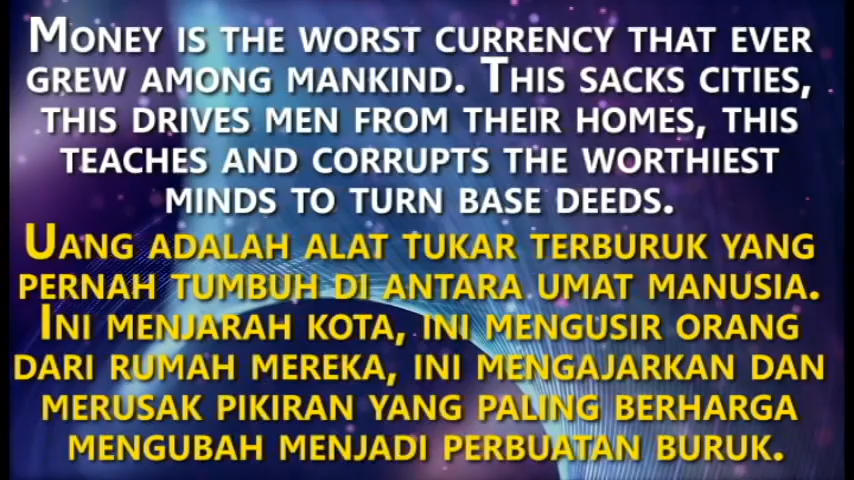 MONEY IS THE WORST CURRENCY THAT EVER
GREW AMONG MANKIND. THIS SACKS CITIES,
THIS DRIVES MEN FROM THEIR HOMES, THIS
TEACHES AND CORRUPTS THE WORTHIEST
MINDS TO TURN BASE DEEDS.
UANG ADALAH ALAT TUKAR TERBURUK YANG
PERNAH TUMBUH DI ANTARA UMAT MANUSIA.
INI MENJARAH KOTA, INI MENGUSIR ORANG
DARI RUMAH MEREKA, INI MENGAJARKAN DAN
MERUSAK PIKIRAN YANG PALING BERHARGA
MENGUBAH MENJADI PERBUATAN BURUK.